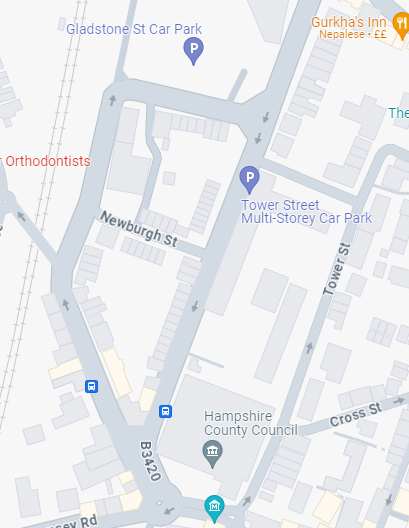 Gurkha's Inn
Nepalese • ££
Gladstone St Car Park
P
The
r Orthodontists
P
Tower Street
Multi-Storey Car Park
Newburgh St
Tower St
Hampshire
County Council
Cross St
B3420
sey Rd